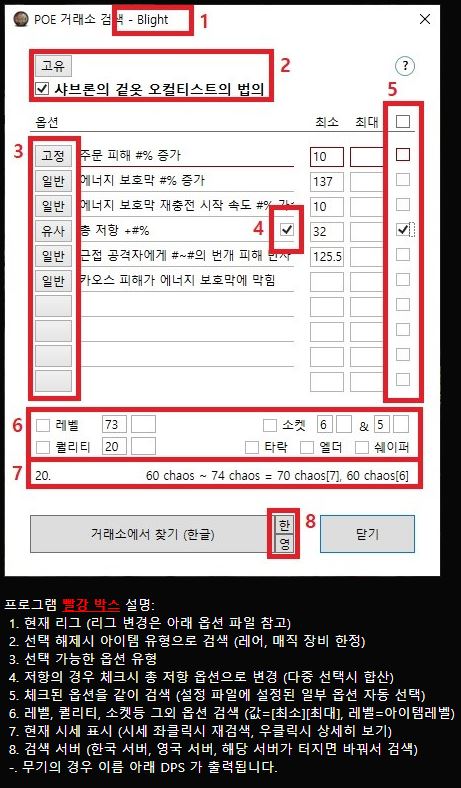 POE 거래소 검색 - Blight
1
고유
2
샤브론의 겉옷 오컬티스트의 법의
?
5
옵션 최소 최대
3
고정 주문 피해 #% 증가 10
일반 에너지 보호막 #% 증가 137
일반 에너지 보호막 재충전 시작 속도 #% 10
유사 총 저항 +#% 4 32
일반 근접 공격자에게 #~#의 번개 피해 반사 125.5
일반 카오스 피해가 에너지 보호막에 막힘
6
레벨 73 소켓 6 & 5
퀄리티 20 타락 엘더 쉐이퍼
7
20. 60 chaos ~ 74 chaos = 70 chaos[7], 60 chaos[6]
거래소에서 찾기 (한글) 한 영 8 닫기
프로그램 빨강 박스 설명:
1. 현재 리그 (리그 변경은 아래 옵션 파일 참고)
2. 선택 해제시 아이템 유형으로 검색 (레어, 매직 장비 한정)
3. 선택 가능한 옵션 유형
4. 저항의 경우 체크시 총 저항 옵션으로 변경 (다중 선택시 합산)
5. 체크된 옵션을 같이 검색 (설정 파일에 설정된 일부 옵션 자동 선택)
6. 레벨, 퀄리티, 소켓등 그외 옵션 검색 (값=[최소][최대], 레벨=아이템레벨)
7. 현재 시세 표시 (시세 좌클릭시 재검색, 우클릭시 상세히 보기)
8. 검색 서버 (한국 서버, 영국 서버, 해당 서버가 터지면 바꿔서 검색)
-. 무기의 경우 이름 아래 DPS 가 출력됩니다.